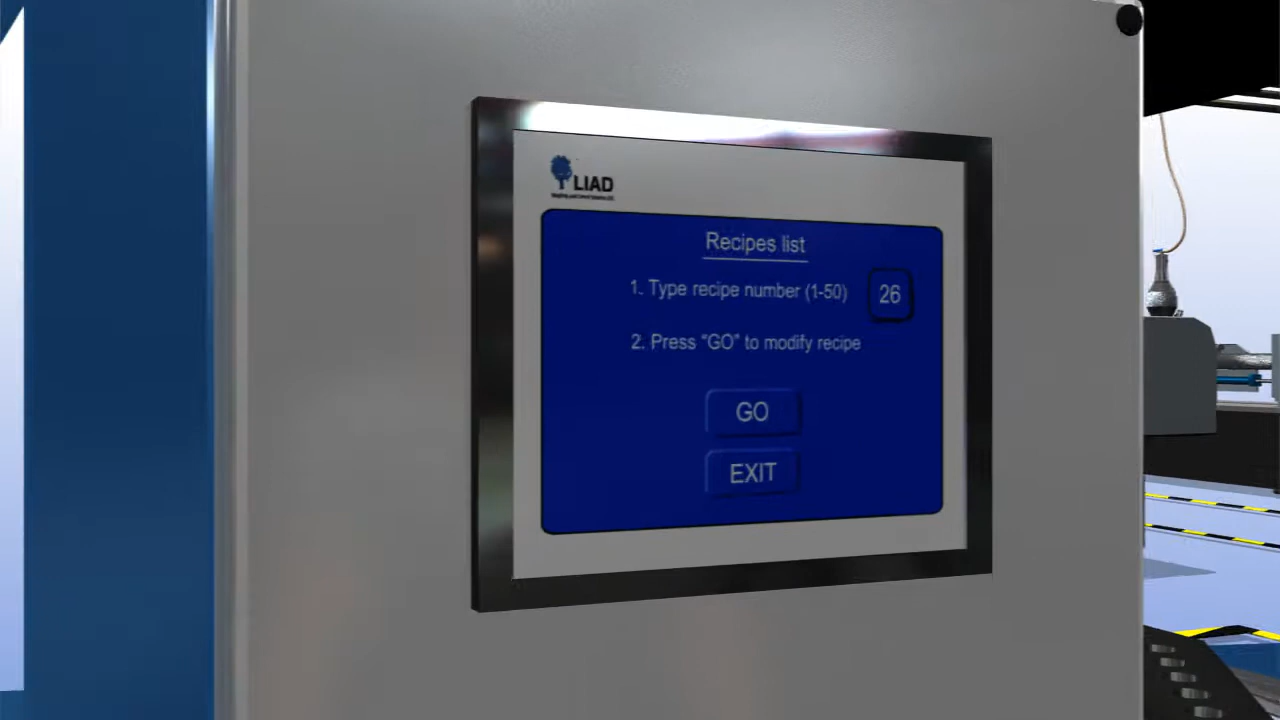 LIAD
Recipes list
1. Type recipe number (1-50) 26
2. Press "GO" to modify recipe
GO
EXIT